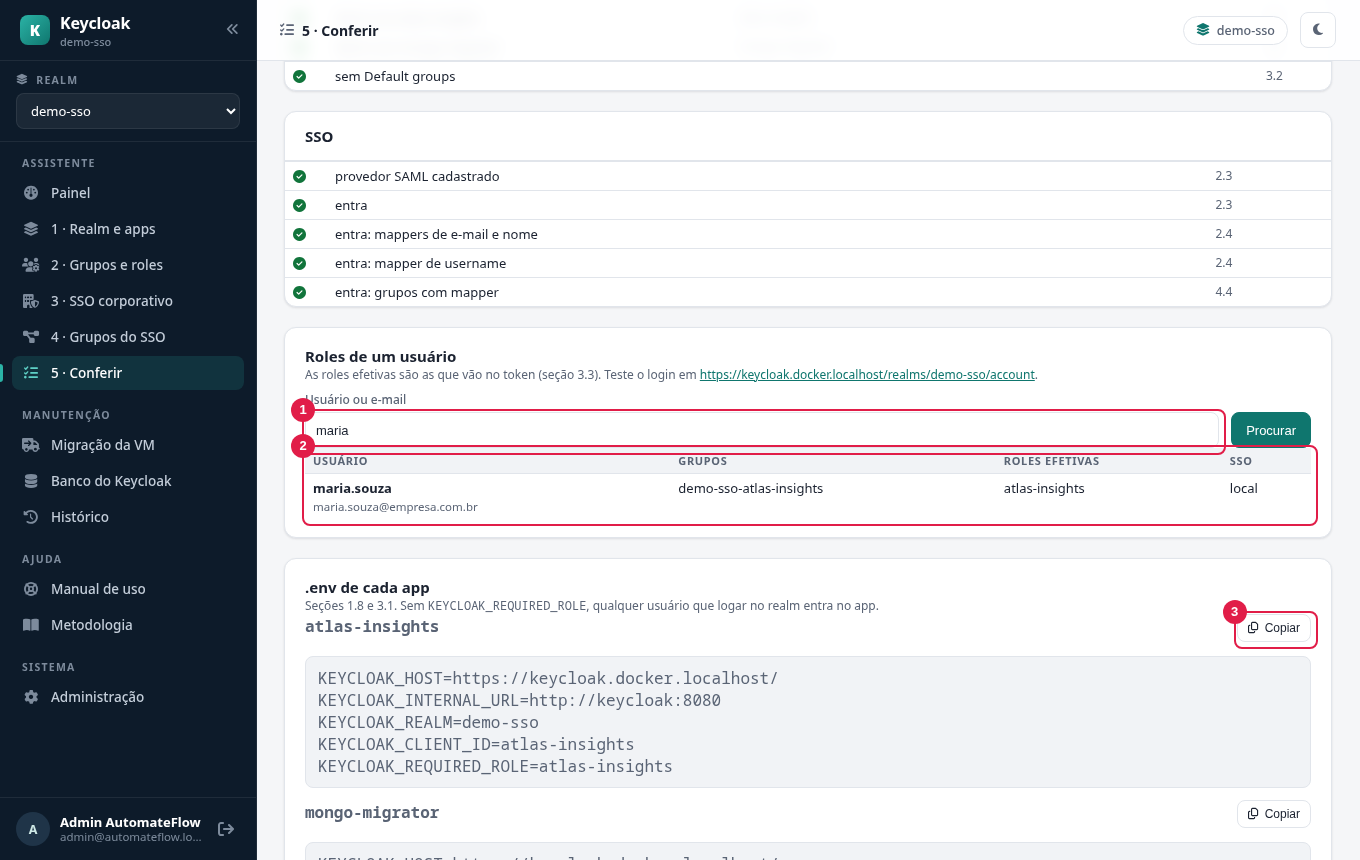 K
Keycloak
demo-sso
REALM
demo-sso
ASSISTENTE
Painel
1 · Realm e apps
2 · Grupos e roles
3 · SSO corporativo
4 · Grupos do SSO
5 · Conferir
MANUTENÇÃO
Migração da VM
Banco do Keycloak
Histórico
AJUDA
Manual de uso
Metodologia
SISTEMA
Administração
A
Admin AutomateFlow
admin@automateflow.lo...
5 · Conferir
demo-sso
sem Default groups 3.2
SSO
provedor SAML cadastrado 2.3
entra 2.3
entra: mappers de e-mail e nome 2.4
entra: mapper de username 2.4
entra: grupos com mapper 4.4
Roles de um usuário
As roles efetivas são as que vão no token (seção 3.3). Teste o login em https://keycloak.docker.localhost/realms/demo-sso/account.
Usuário ou e-mail
1
maria
Procurar
2
USUÁRIO GRUPOS ROLES EFETIVAS SSO
maria.souza demo-sso-atlas-insights atlas-insights local
maria.souza@empresa.com.br
.env de cada app
Seções 1.8 e 3.1. Sem KEYCLOAK_REQUIRED_ROLE, qualquer usuário que logar no realm entra no app.
atlas-insights
3
Copiar
KEYCLOAK_HOST=https://keycloak.docker.localhost/
KEYCLOAK_INTERNAL_URL=http://keycloak:8080
KEYCLOAK_REALM=demo-sso
KEYCLOAK_CLIENT_ID=atlas-insights
KEYCLOAK_REQUIRED_ROLE=atlas-insights
mongo-migrator
Copiar